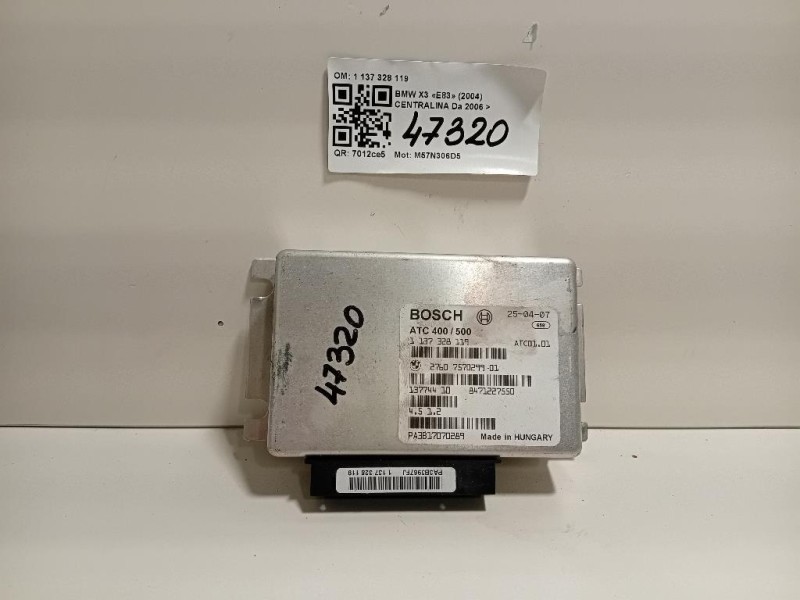 OM: 1 137 328 119
BMW X3 «E83» (2004)
CENTRALINA Da 2006 >
47320
QR: 7012ce5 Mot: M57N306D5
47320
BOSCH 25-04-07
ATC 400 / 500
1 137 328 119 ATC01.01
2760 7570299-01
137744 10 8471227550
4.5 1.2
PA3817070289 Made in HUNGARY
PA0B3967FJ 1 137 328 119